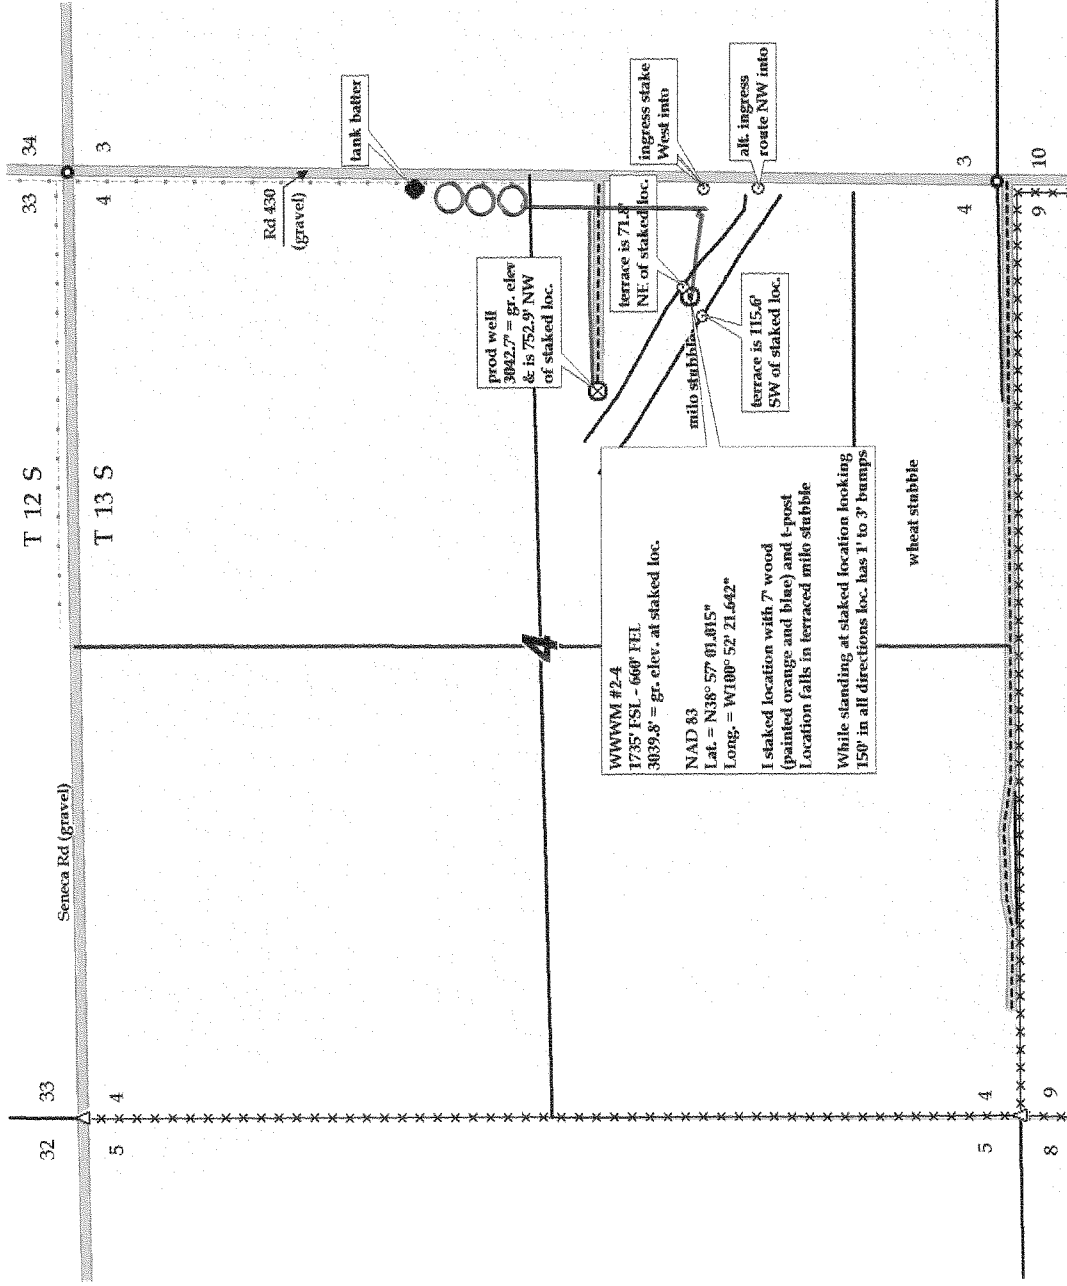 32
33
33
34
5
4
4
3
T 12 S
T 13 S
Seneca Rd (gravel)
Rd 430
(gravel)
tank batter
prod well
3042.7' = gr. elev
& is 752.9' NW
of staked loc.
terrace is 71.8'
NE of staked loc.
ingress stake
West into
alt. ingress
route NW into
milo stubble
terrace is 115.6'
SW of staked loc.
4
WWWM #2-4
1735' FSL - 660' FEL
3039.8' = gr. elev. at staked loc.
NAD 83
Lat. = N38° 57' 01.015"
Long. = W100° 52' 21.642"
I staked location with 7' wood
(painted orange and blue) and t-post
Location falls in terraced milo stubble
While standing at staked location looking
150' in all directions loc. has 1' to 3' bumps
wheat stubble
5
4
4
3
8
9
9
10